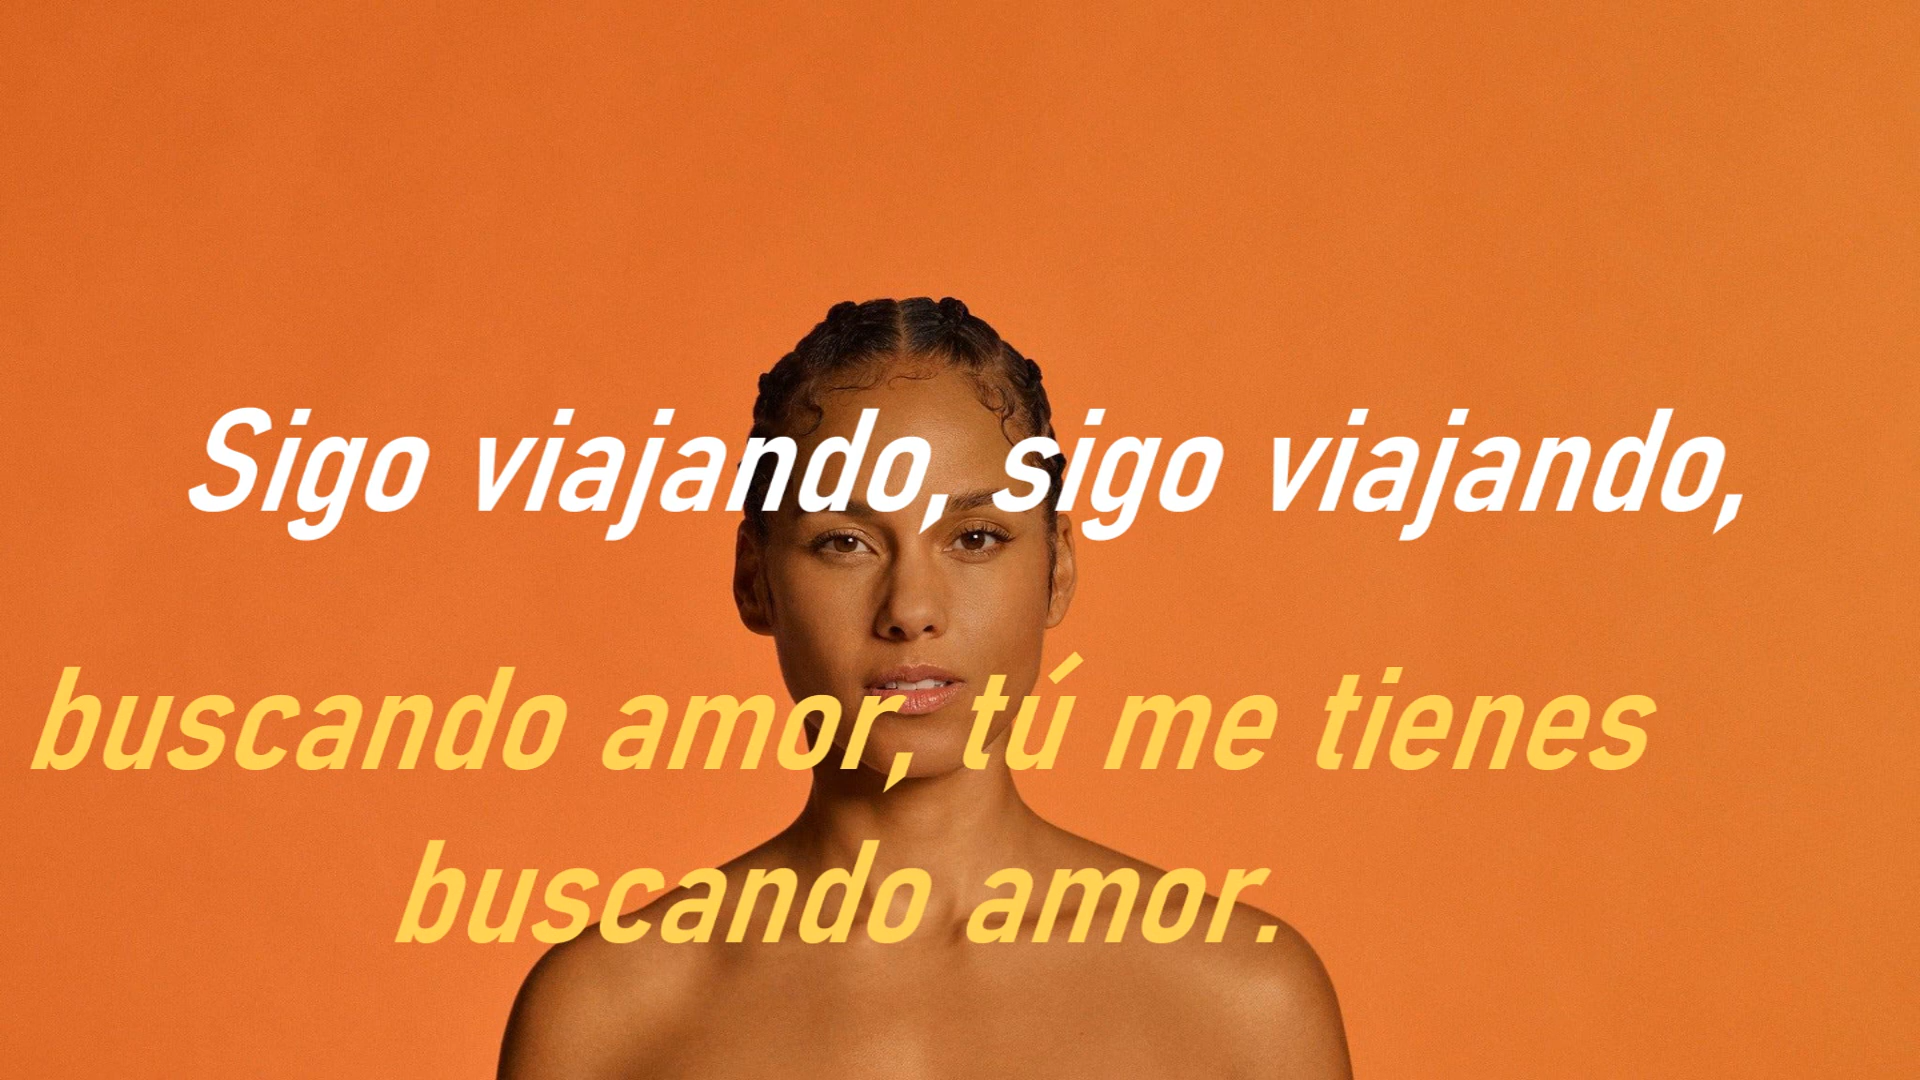 Sigo viajando, sigo viajando,
buscando amor, tú me tienes
buscando amor.